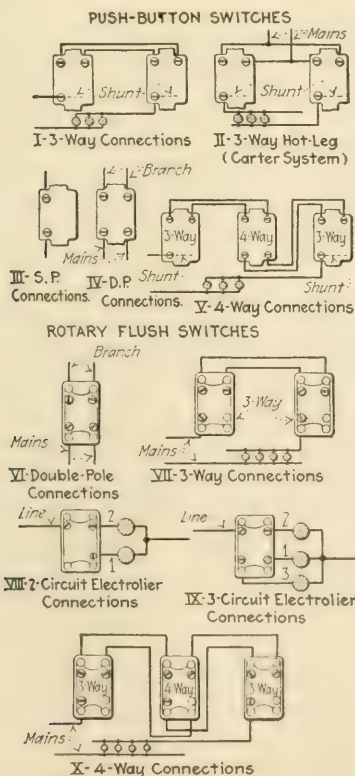 PUSH-BUTTON SWITCHES
Mains
Shunt
Shunt
I-3-Way Connections
II-3-Way Hot-Leg
(Carter System)
Branch
Mains
III-S.P.
Connections.
IV-D.P.
Connections.
3-Way
4-Way
3-Way
Shunt
Shunt
V-4-Way Connections
ROTARY FLUSH SWITCHES
Branch
Mains
VI-Double-Pole
Connections
3-Way
Mains
VII-3-Way Connections
Line
2
1
VIII-2-Circuit Electrolier
Connections
Line
2
1
3
IX-3-Circuit Electrolier
Connections
3-Way
4-Way
3-Way
Mains
X-4-Way Connections